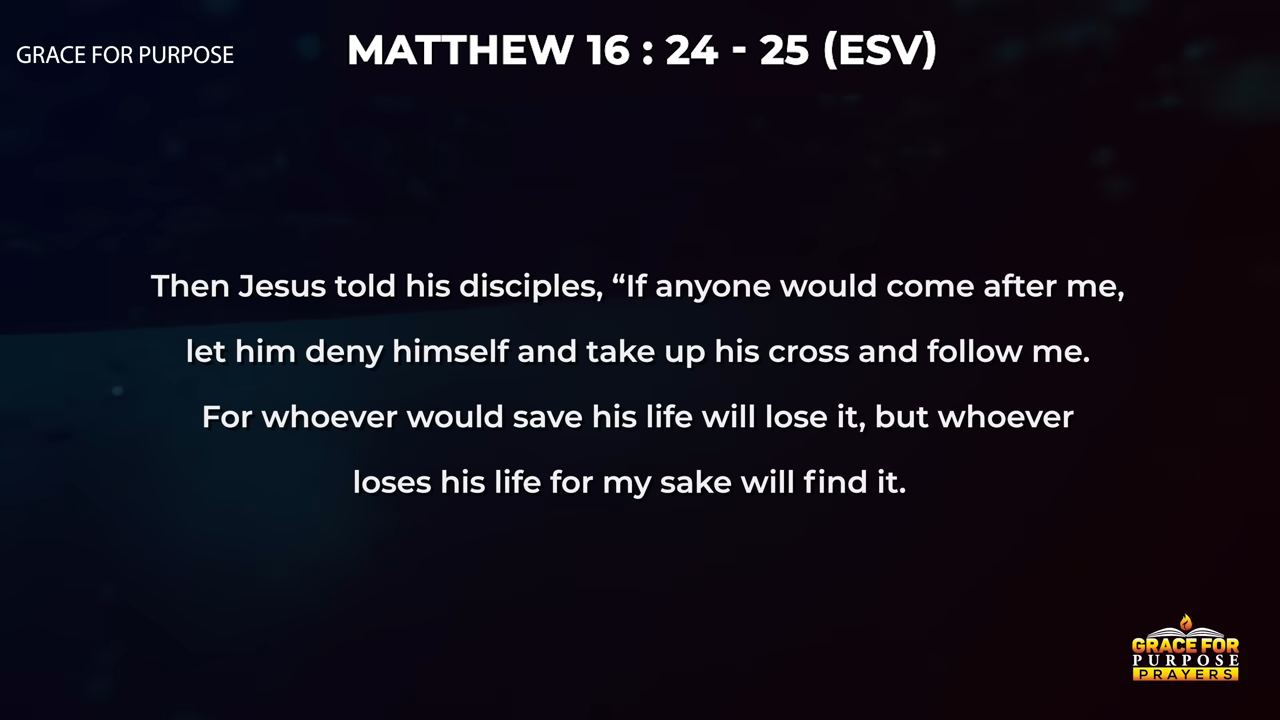 GRACE FOR PURPOSE
MATTHEW 16 : 24 - 25 (ESV)
Then Jesus told his disciples, “If anyone would come after me,
let him deny himself and take up his cross and follow me.
For whoever would save his life will lose it, but whoever
loses his life for my sake will find it.
GRACE FOR
PURPOSE
PRAYERS